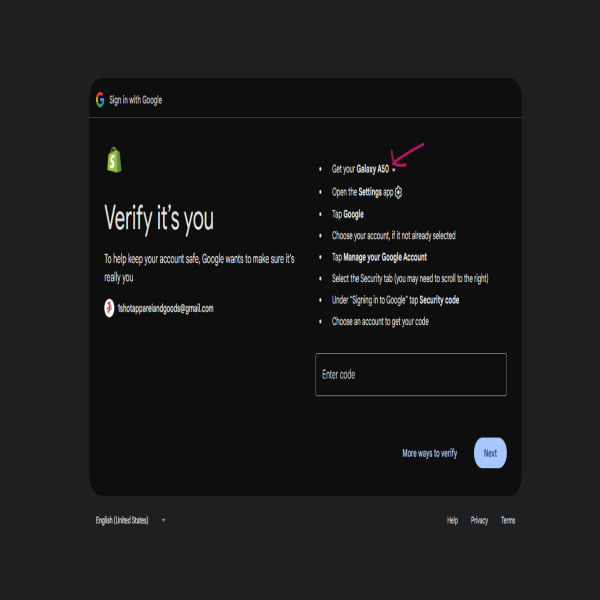 Sign in with Google
Verify it's you
To help keep your account safe, Google wants to make sure it's
really you
1shotapparelandgoods@gmail.com
Get your Galaxy A50
Open the Settings app
Tap Google
Choose your account, if it not already selected
Tap Manage your Google Account
Select the Security tab (you may need to scroll to the right)
Under "Signing in to Google" tap Security code
Choose an account to get your code
Enter code
More ways to verify
Next
English (United States)
Help
Privacy
Terms